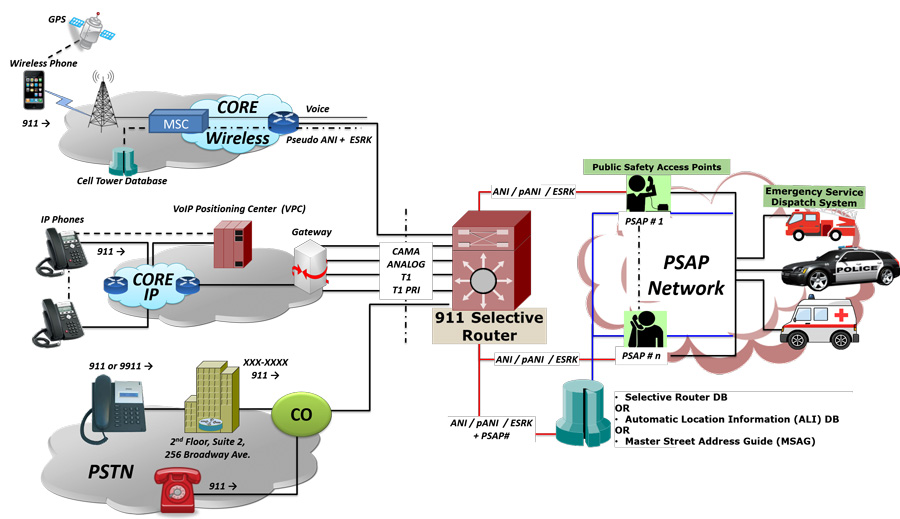 GPS
Wireless Phone
911 →
CORE
MSC
Wireless
Voice
Pseudo ANI + ESRK
Cell Tower Database
IP Phones
911 →
VoIP Positioning Center (VPC)
Gateway
CORE
IP
CAMA
ANALOG
T1
T1 PRI
911 or 9911 →
XXX-XXXX
911 →
CO
2nd Floor, Suite 2,
256 Broadway Ave.
PSTN
911 →
911 Selective
Router
ANI / pANI / ESRK
Public Safety Access Points
PSAP # 1
PSAP
Network
PSAP # n
ANI / pANI / ESRK
ANI / pANI / ESRK
+ PSAP#
Emergency Service
Dispatch System
POLICE
• Selective Router DB
OR
• Automatic Location Information (ALI) DB
OR
• Master Street Address Guide (MSAG)